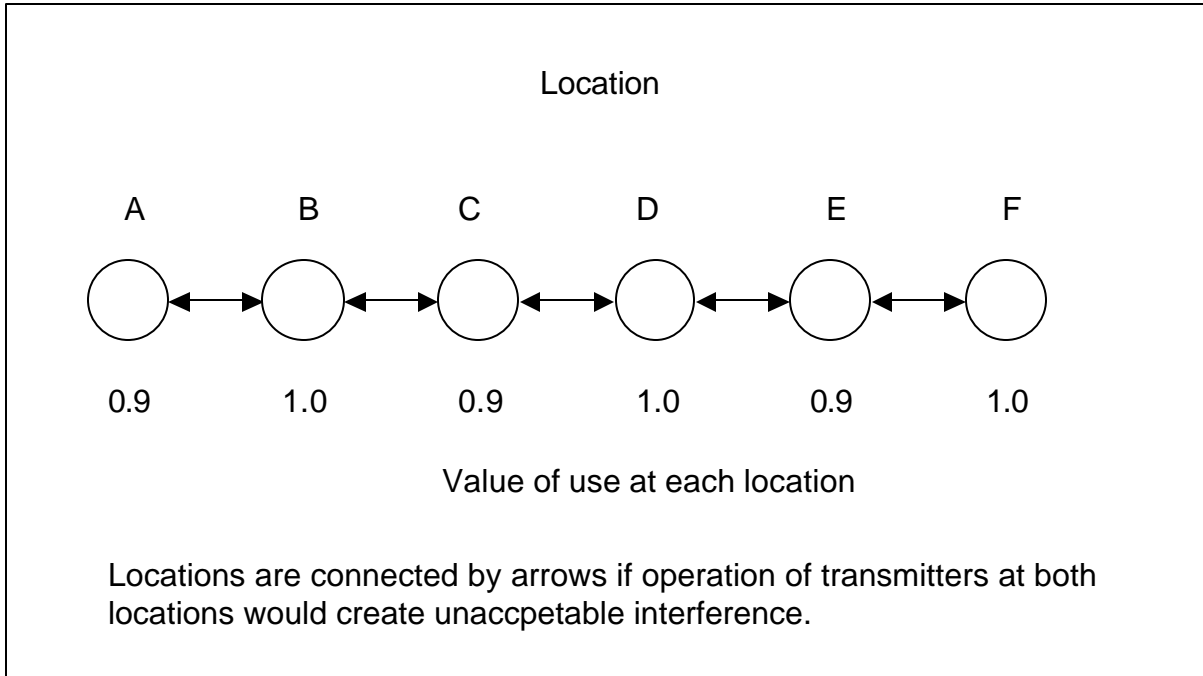 Location
A B C D E F
0.9 1.0 0.9 1.0 0.9 1.0
Value of use at each location
Locations are connected by arrows if operation of transmitters at both
locations would create unaccpetable interference.